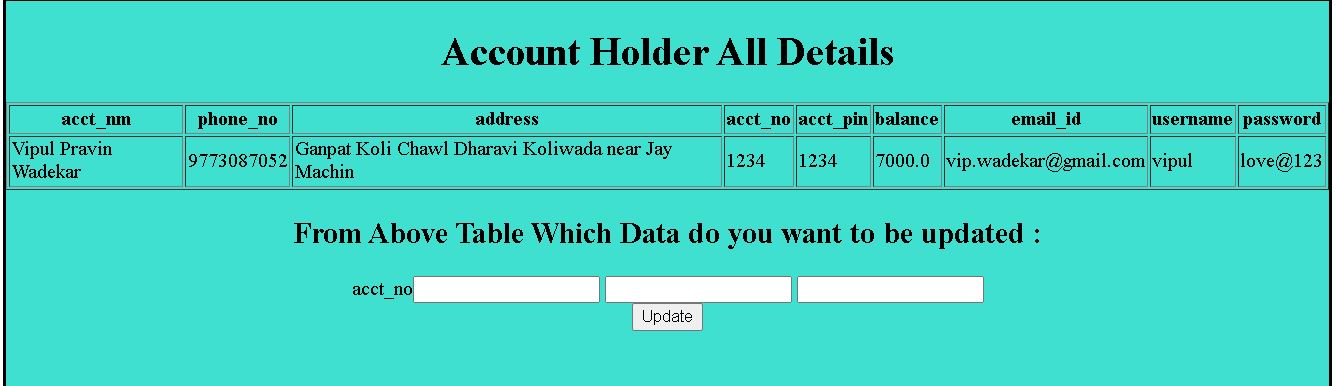 Account Holder All Details
acct_nm phone_no address acct_no acct_pin balance email_id username password
Vipul Pravin Wadekar 9773087052 Ganpat Koli Chawl Dharavi Koliwada near Jay Machin 1234 1234 7000.0 vip.wadekar@gmail.com vipul love@123
From Above Table Which Data do you want to be updated :
acct_no
Update